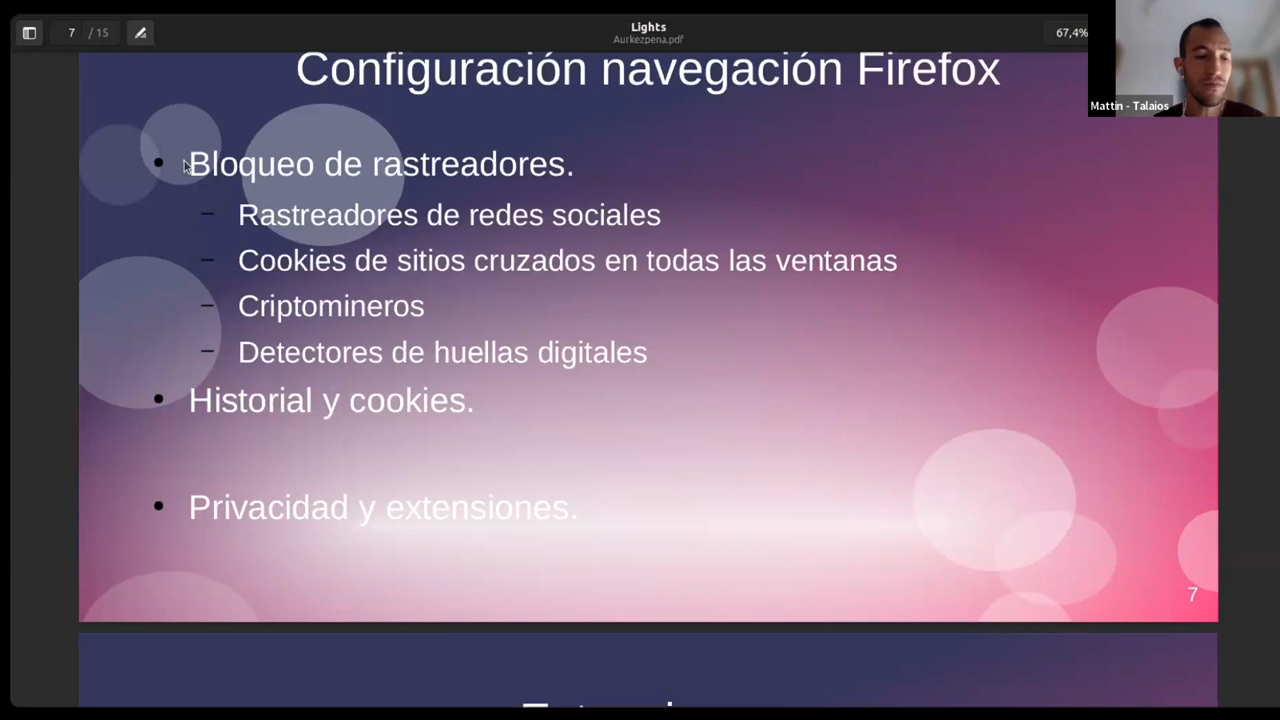 7 / 15
Lights
Aurkezpena.pdf
67,4%
Mattin - Talaios
Configuración navegación Firefox
Bloqueo de rastreadores.
Rastreadores de redes sociales
Cookies de sitios cruzados en todas las ventanas
Criptomineros
Detectores de huellas digitales
Historial y cookies.
Privacidad y extensiones.
7